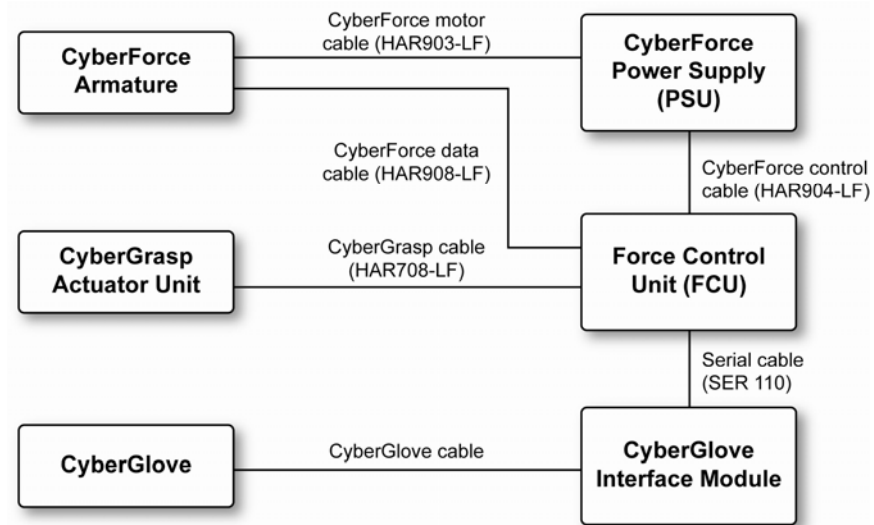 CyberForce motor
cable (HAR903-LF)
CyberForce
Armature
CyberForce
Power Supply
(PSU)
CyberForce data
cable (HAR908-LF)
CyberForce control
cable (HAR904-LF)
CyberGrasp
Actuator Unit
CyberGrasp cable
(HAR708-LF)
Force Control
Unit (FCU)
Serial cable
(SER 110)
CyberGlove
CyberGlove cable
CyberGlove
Interface Module